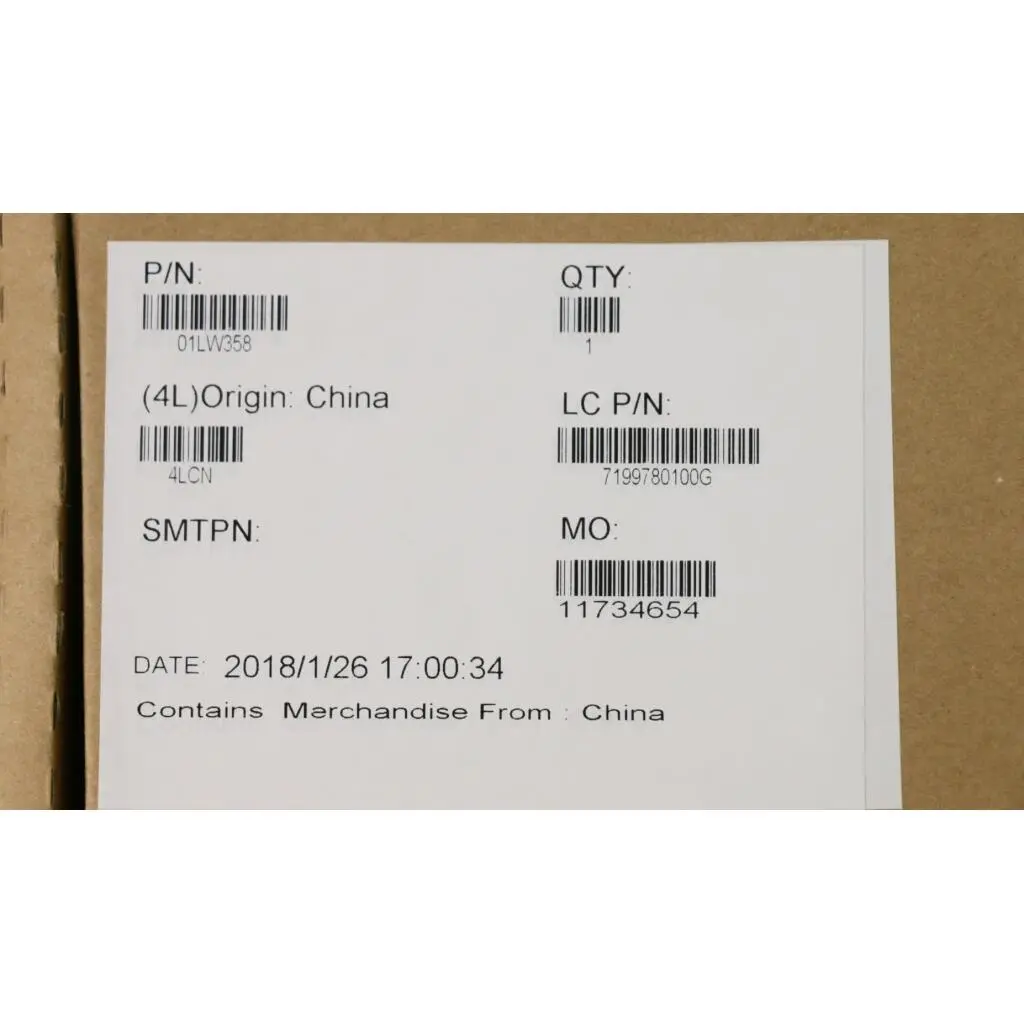 P/N:
01LW358
QTY:
1
(4L)Origin: China
4LCN
LC P/N:
7199780100G
SMTPN:
MO:
11734654
DATE: 2018/1/26 17:00:34
Contains Merchandise From : China